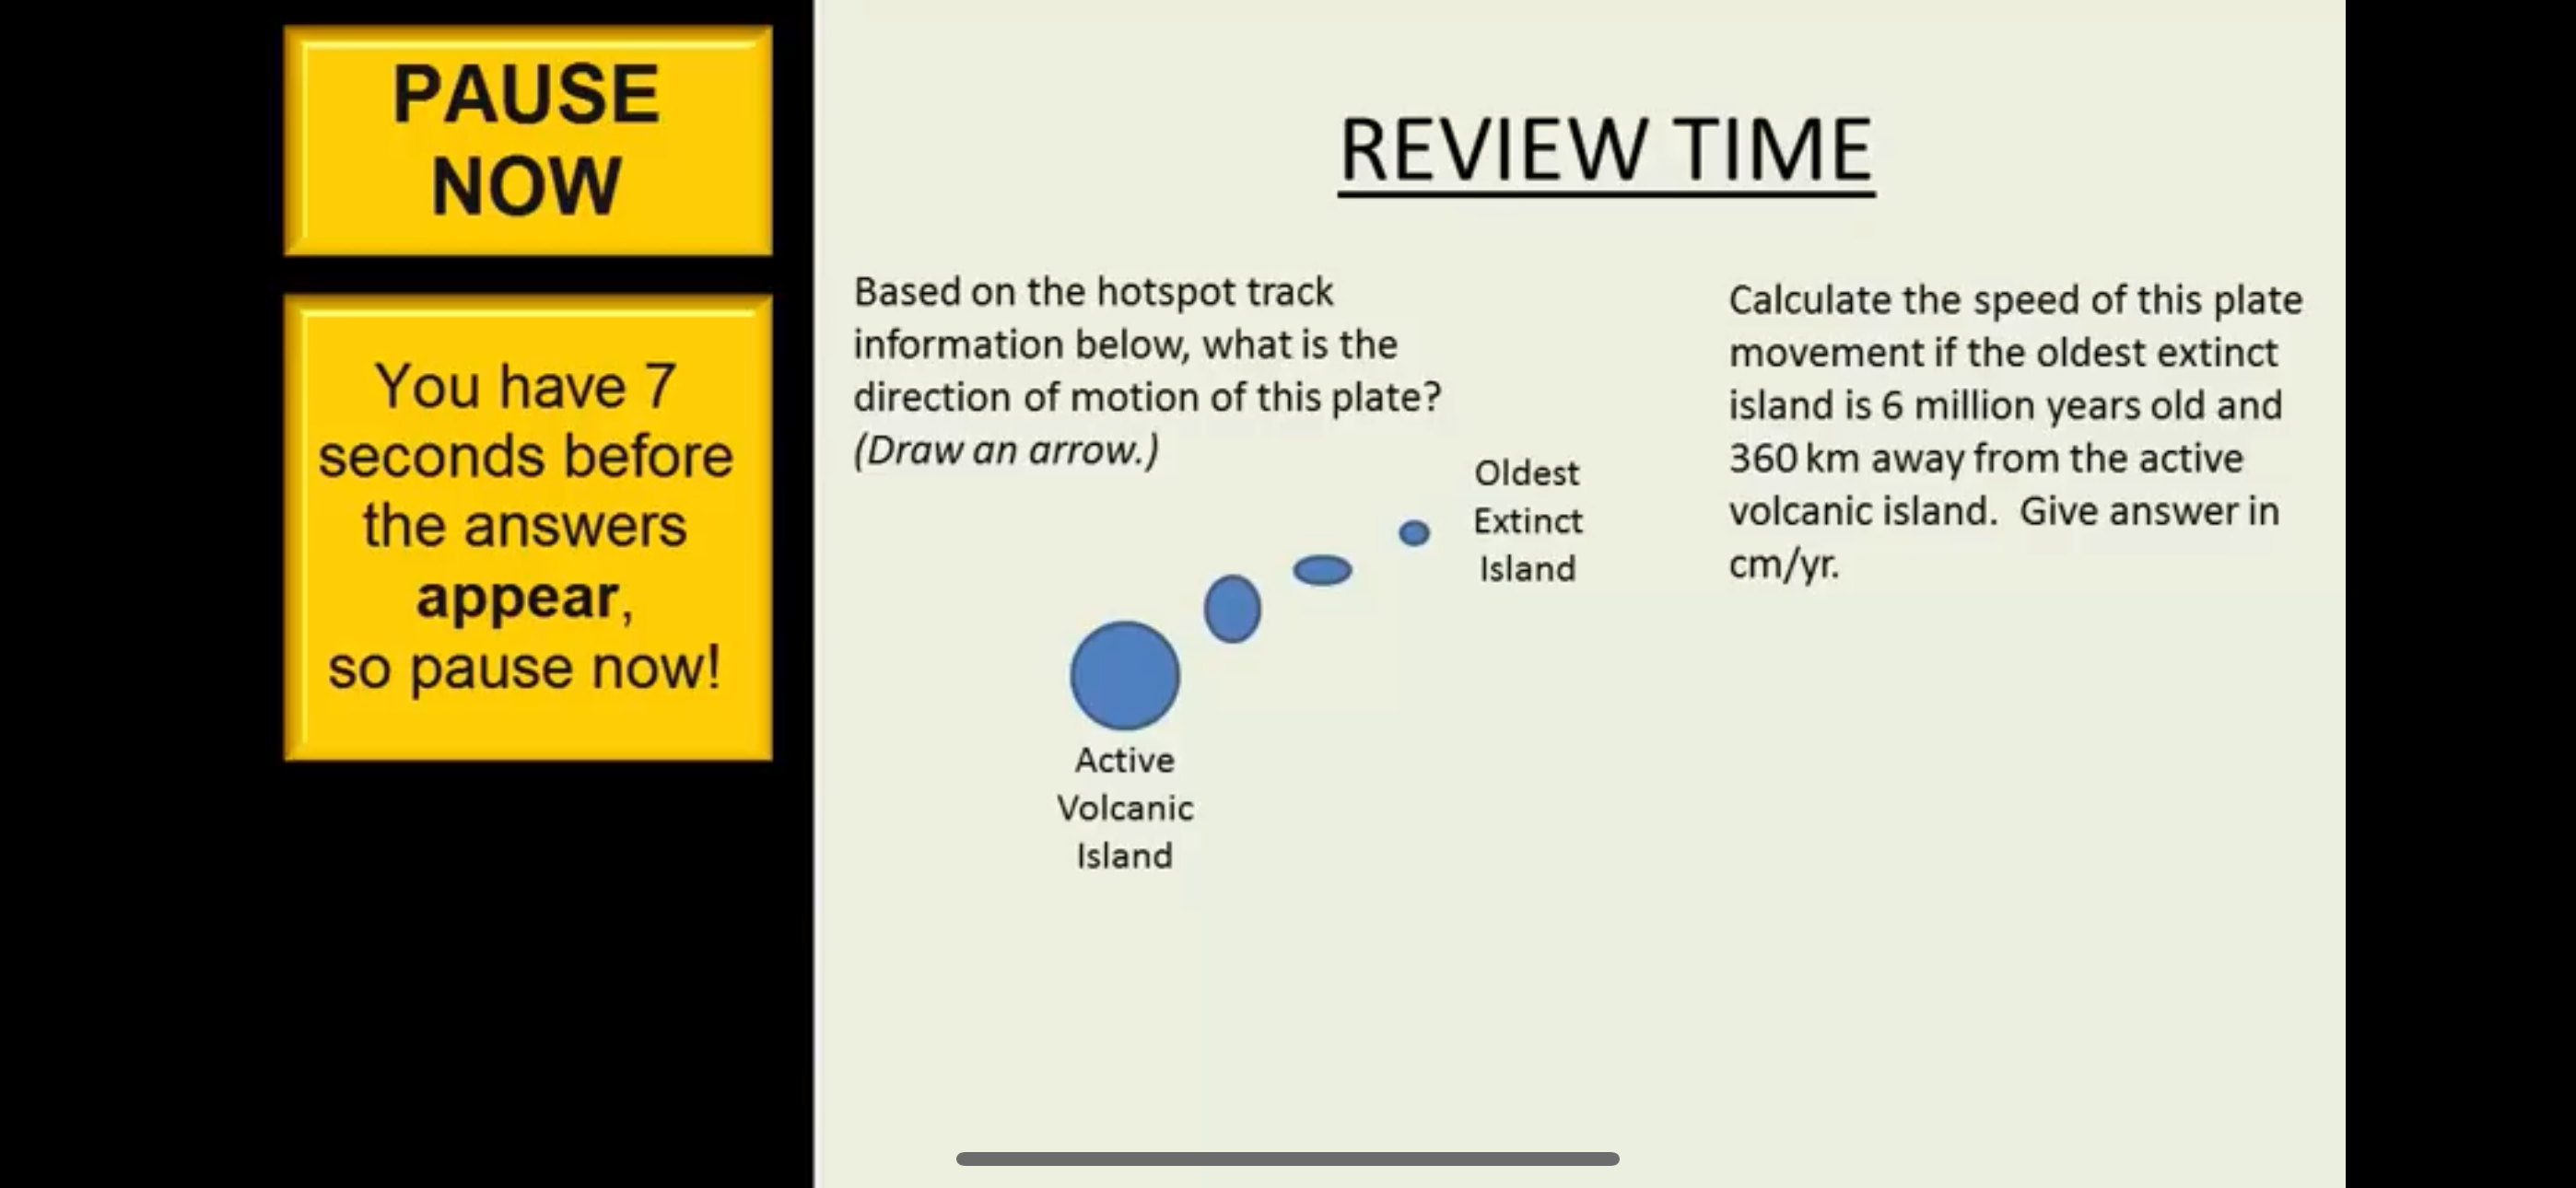 PAUSE
NOW
You have 7
seconds before
the answers
appear,
so pause now!
REVIEW TIME
Based on the hotspot track
information below, what is the
direction of motion of this plate?
(Draw an arrow.)
Oldest
Extinct
Island
Active
Volcanic
Island
Calculate the speed of this plate
movement if the oldest extinct
island is 6 million years old and
360 km away from the active
volcanic island.  Give answer in
cm/yr.